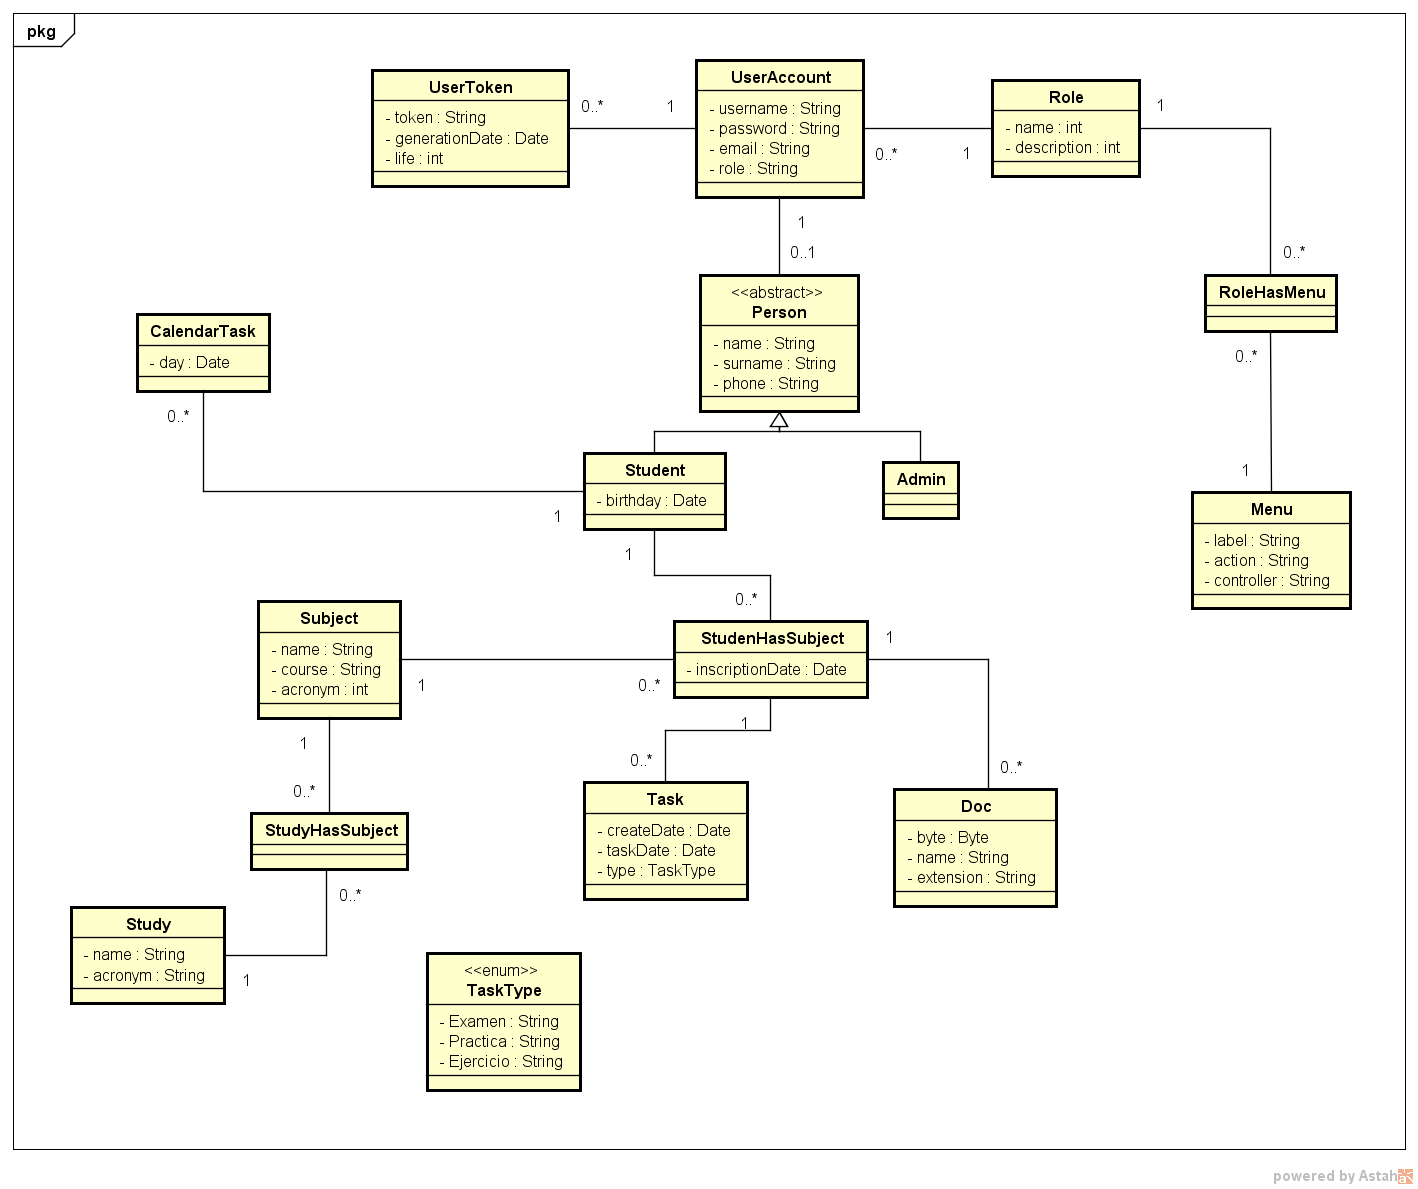 pkg
UserToken
- token : String
- generationDate : Date
- life : int
0..*
1
UserAccount
- username : String
- password : String
- email : String
- role : String
0..*
1
Role
- name : int
- description : int
1
0..*
1
0..1
RoleHasMenu
0..*
1
Menu
- label : String
- action : String
- controller : String
<<abstract>>
Person
- name : String
- surname : String
- phone : String
CalendarTask
- day : Date
0..*
1
Student
- birthday : Date
Admin
1
0..*
Subject
- name : String
- course : String
- acronym : int
1
0..*
StudenHasSubject
- inscriptionDate : Date
1
0..*
1
0..*
1
0..*
StudyHasSubject
0..*
1
Study
- name : String
- acronym : String
Task
- createDate : Date
- taskDate : Date
- type : TaskType
Doc
- byte : Byte
- name : String
- extension : String
<<enum>>
TaskType
- Examen : String
- Practica : String
- Ejercicio : String
powered by Astah